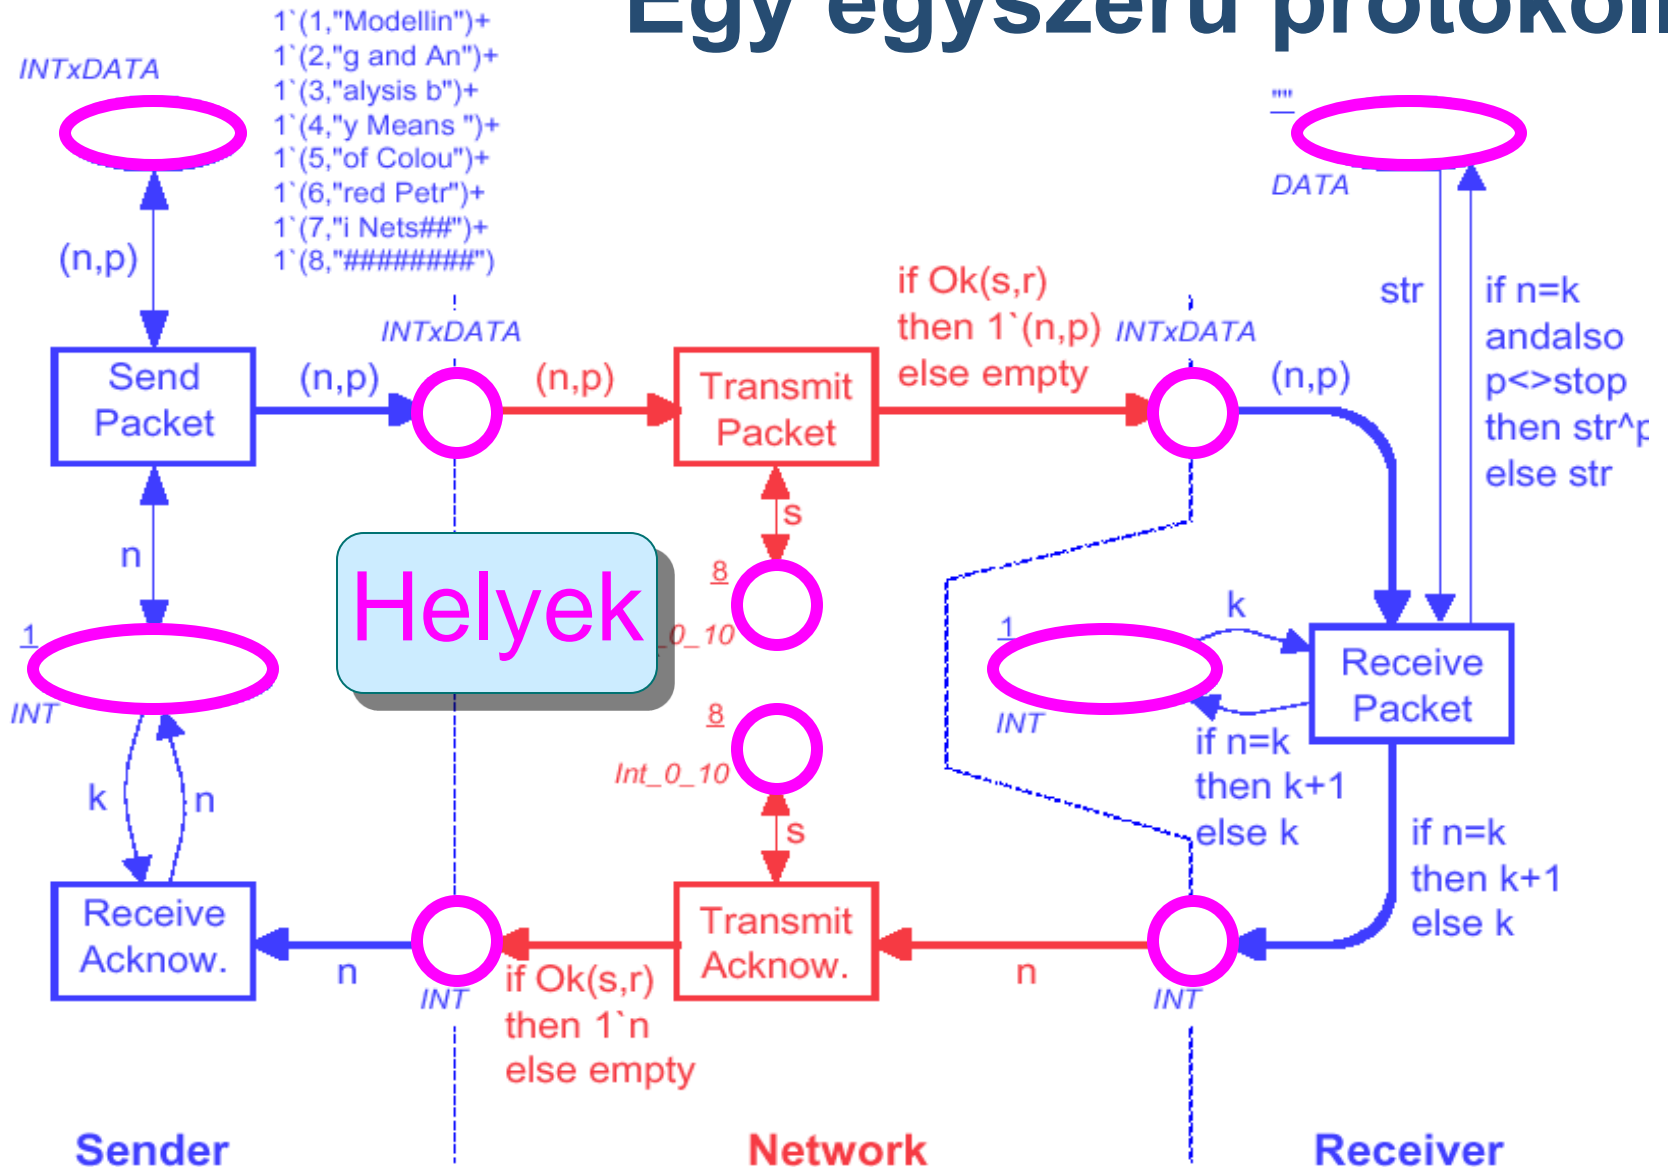 Egy egyszerű protokoll
1`(1,"Modellin")+
1`(2,"g and An")+
1`(3,"alysis b")+
1`(4,"y Means ")+
1`(5,"of Colou")+
1`(6,"red Petr")+
1`(7,"i Nets##")+
1`(8,"########")
INTxDATA
""
DATA
(n,p)
str
if n=k
andalso
p<>stop
then str^p
else str
if Ok(s,r)
then 1`(n,p)
else empty
INTxDATA
INTxDATA
Send
Packet
(n,p)
(n,p)
Transmit
Packet
(n,p)
n
s
Helyek
8
_0_10
1
INT
1
INT
k
Receive
Packet
if n=k
then k+1
else k
8
Int_0_10
s
k
n
if n=k
then k+1
else k
Receive
Acknow.
n
INT
if Ok(s,r)
then 1`n
else empty
Transmit
Acknow.
n
INT
Sender
Network
Receiver